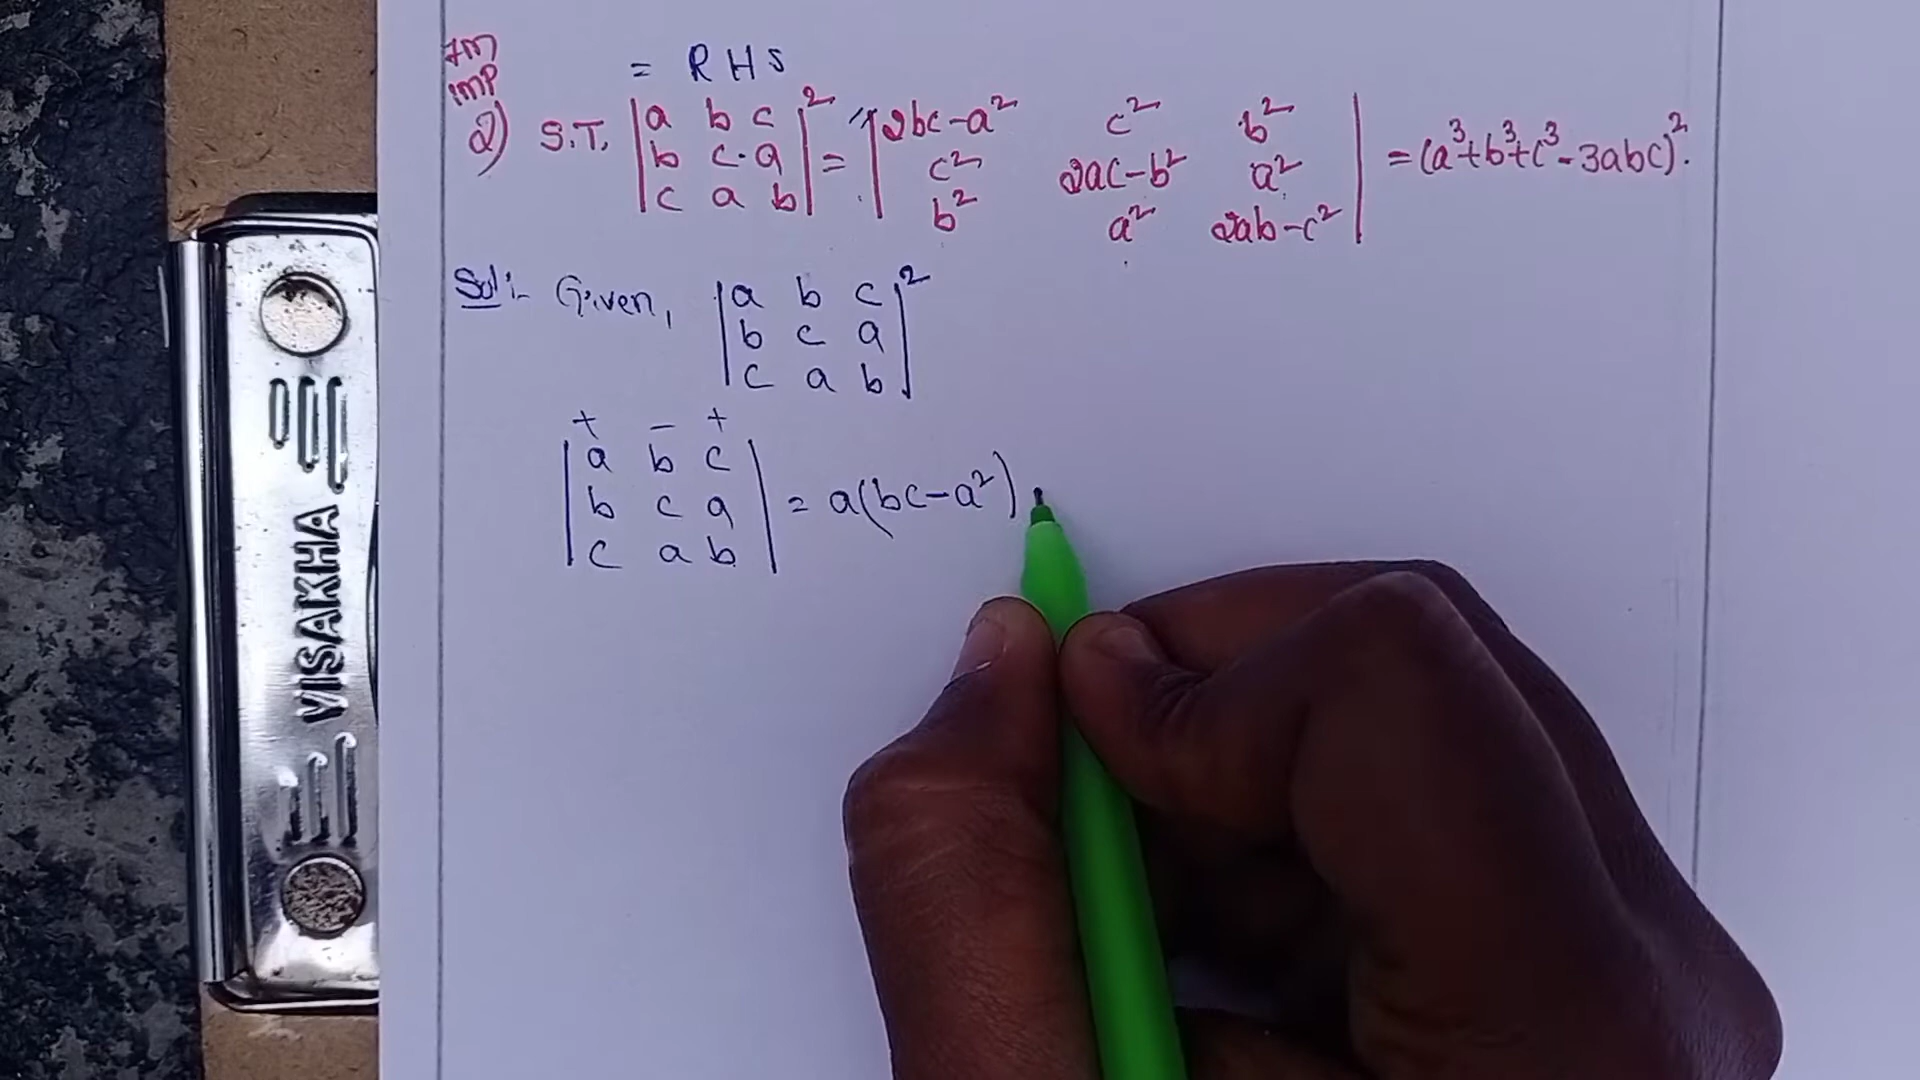 7M
= RHS
IMP
2) S.T. |a b c|² = |2bc-a² c² b²| = (a³+b³+c³-3abc)².
|b c a| |c² 2ac-b² a²|
|c a b| |b² a² 2ab-c²|
Sol:- Given, |a b c|²
|b c a|
|c a b|
+ - +
|a b c|
|b c a| = a(bc-a²)
|c a b|
VISAKHA